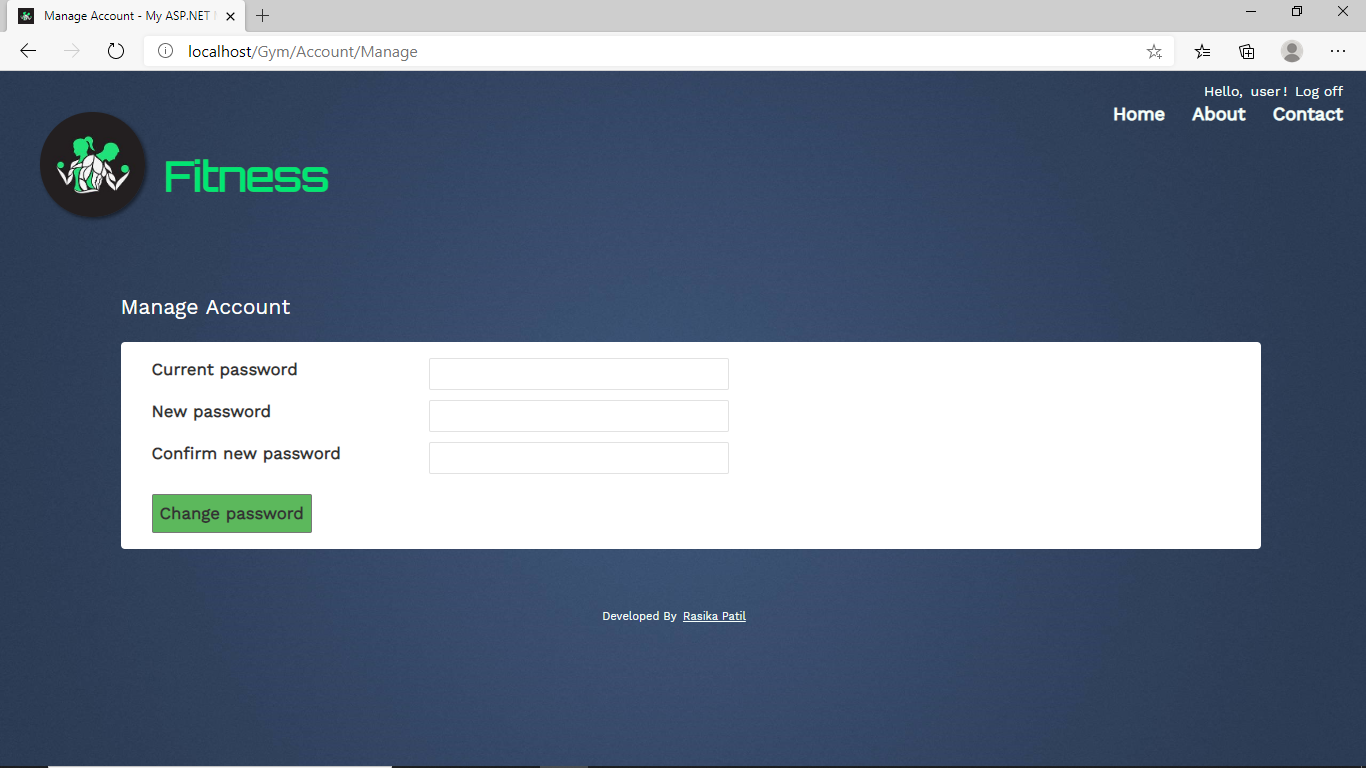 Manage Account - My ASP.NET
localhost/Gym/Account/Manage
Hello, user! Log off
Home About Contact
Fitness
Manage Account
Current password
New password
Confirm new password
Change password
Developed By Rasika Patil